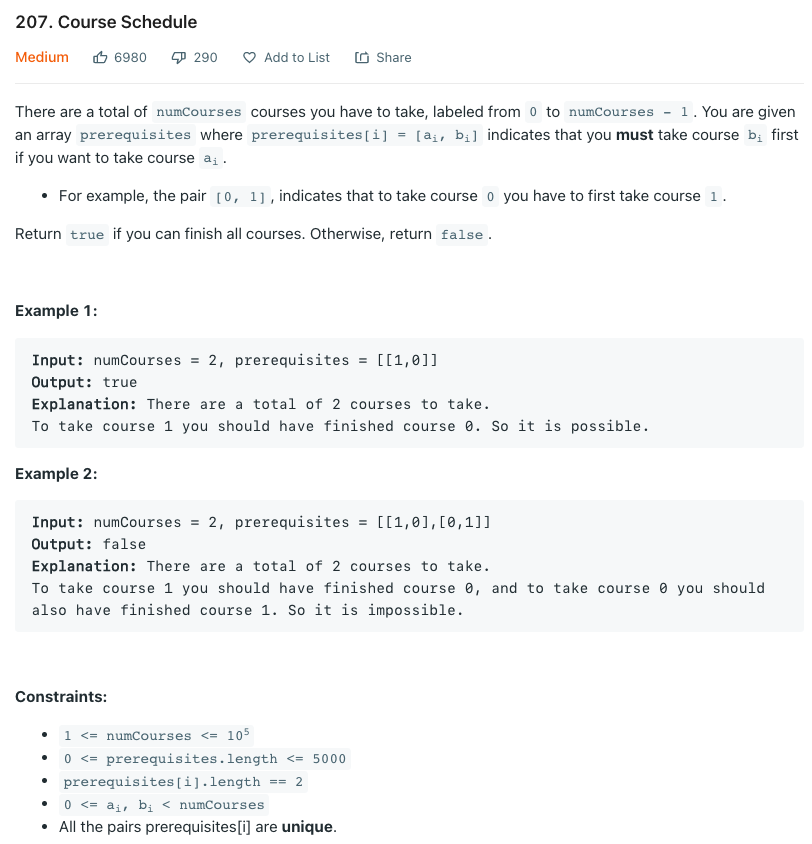 207. Course Schedule
Medium 6980 290 Add to List Share
There are a total of numCourses courses you have to take, labeled from 0 to numCourses - 1. You are given
an array prerequisites where prerequisites[i] = [aᵢ, bᵢ] indicates that you must take course bᵢ first
if you want to take course aᵢ.
• For example, the pair [0, 1], indicates that to take course 0 you have to first take course 1.
Return true if you can finish all courses. Otherwise, return false.
Example 1:
Input: numCourses = 2, prerequisites = [[1,0]]
Output: true
Explanation: There are a total of 2 courses to take.
To take course 1 you should have finished course 0. So it is possible.
Example 2:
Input: numCourses = 2, prerequisites = [[1,0],[0,1]]
Output: false
Explanation: There are a total of 2 courses to take.
To take course 1 you should have finished course 0, and to take course 0 you should
also have finished course 1. So it is impossible.
Constraints:
• 1 <= numCourses <= 10⁵
• 0 <= prerequisites.length <= 5000
• prerequisites[i].length == 2
• 0 <= aᵢ, bᵢ < numCourses
• All the pairs prerequisites[i] are unique.